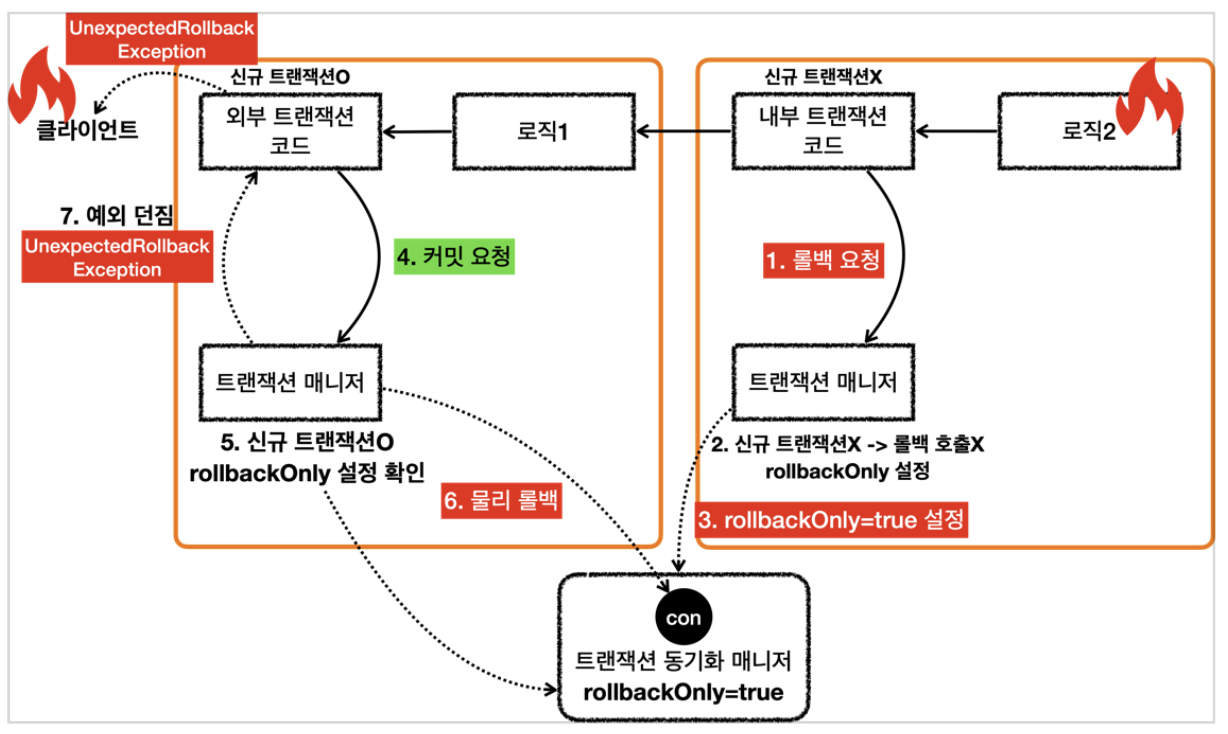 UnexpectedRollback
Exception
클라이언트
신규 트랜잭션O
외부 트랜잭션
코드
로직1
신규 트랜잭션X
내부 트랜잭션
코드
로직2
7. 예외 던짐
UnexpectedRollback
Exception
4. 커밋 요청
1. 롤백 요청
트랜잭션 매니저
트랜잭션 매니저
5. 신규 트랜잭션O
rollbackOnly 설정 확인
2. 신규 트랜잭션X -> 롤백 호출X
rollbackOnly 설정
6. 물리 롤백
3. rollbackOnly=true 설정
con
트랜잭션 동기화 매니저
rollbackOnly=true